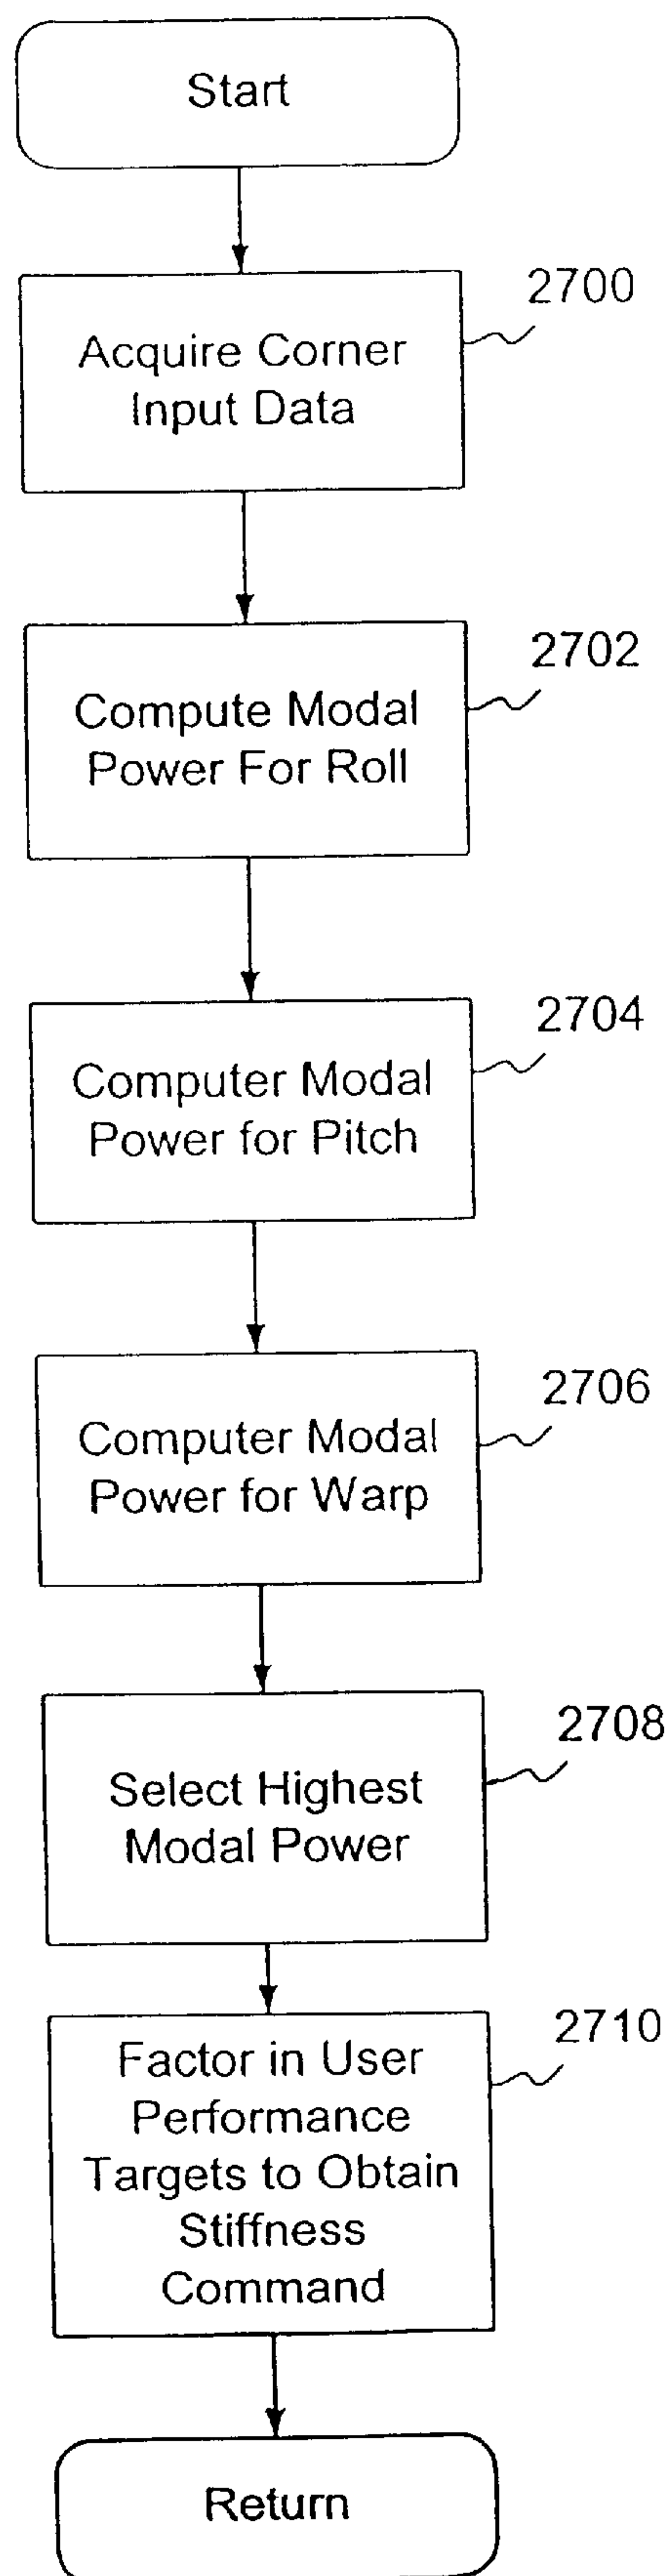 Start
2700
Acquire Corner
Input Data
2702
Compute Modal
Power For Roll
2704
Computer Modal
Power for Pitch
2706
Computer Modal
Power for Warp
2708
Select Highest
Modal Power
2710
Factor in User
Performance
Targets to Obtain
Stiffness
Command
Return